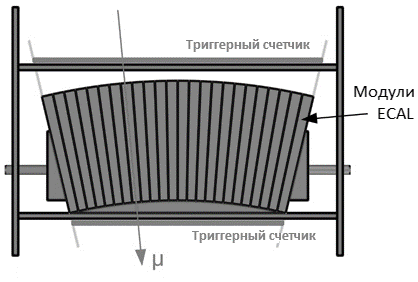 Триггерный счетчик
Модули
ECAL
Триггерный счетчик
μ